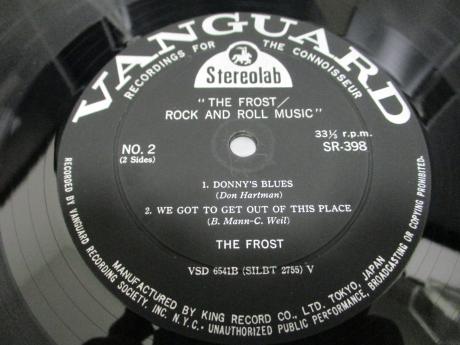 VANGUARD
RECORDINGS FOR THE CONNOISSEUR
Stereolab
"THE FROST/
ROCK AND ROLL MUSIC"
NO. 2
(2 Sides)
33⅓ r.p.m.
SR-398
1. DONNY'S BLUES
(Don Hartman)
2. WE GOT TO GET OUT OF THIS PLACE
(B. Mann-C. Weil)
THE FROST
VSD 6541B (SILBT 2755) V
MANUFACTURED BY KING RECORD CO., LTD. TOKYO, JAPAN
RECORDED BY VANGUARD RECORDING SOCIETY, INC. N.Y.C.• UNAUTHORIZED PUBLIC PERFORMANCE, BROADCASTING OR COPYING PROHIBITED.